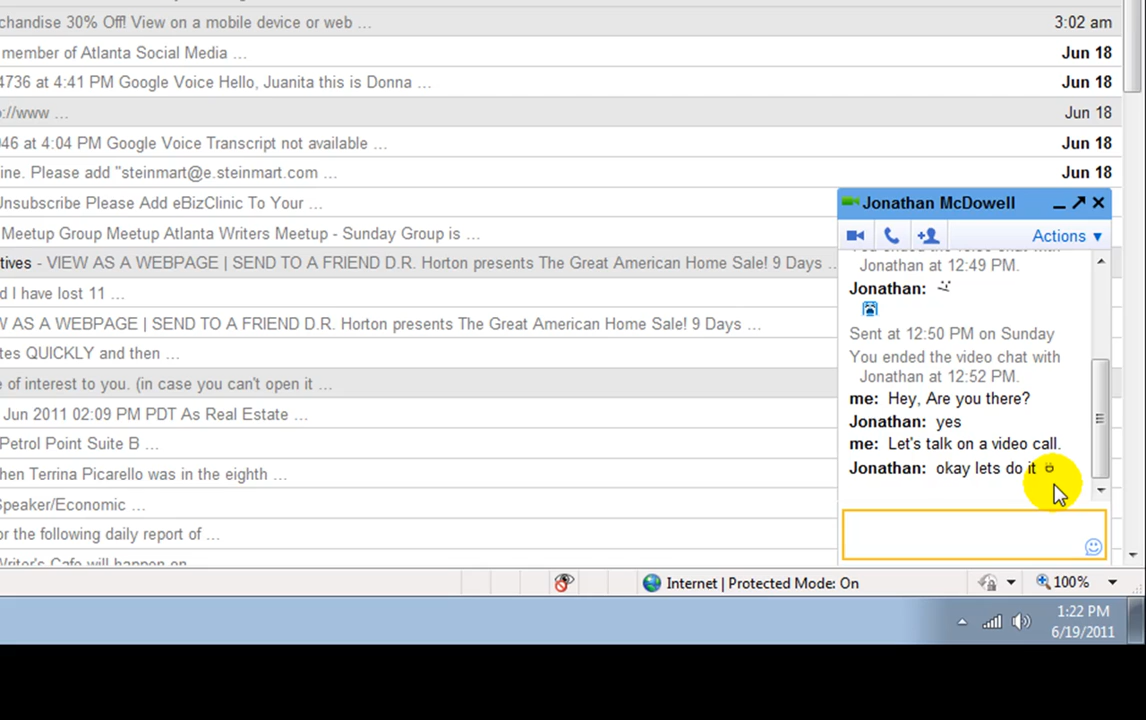 chandise 30% Off! View on a mobile device or web ... 3:02 am
member of Atlanta Social Media ... Jun 18
4736 at 4:41 PM Google Voice Hello, Juanita this is Donna ... Jun 18
://www ... Jun 18
46 at 4:04 PM Google Voice Transcript not available ... Jun 18
ine. Please add "steinmart@e.steinmart.com ... Jun 18
Unsubscribe Please Add eBizClinic To Your ...
Meetup Group Meetup Atlanta Writers Meetup - Sunday Group is ...
tives - VIEW AS A WEBPAGE | SEND TO A FRIEND D.R. Horton presents The Great American Home Sale! 9 Days ...
d I have lost 11 ...
W AS A WEBPAGE | SEND TO A FRIEND D.R. Horton presents The Great American Home Sale! 9 Days ...
tes QUICKLY and then ...
e of interest to you. (in case you can't open it ...
Jun 2011 02:09 PM PDT As Real Estate ...
Petrol Point Suite B ...
hen Terrina Picarello was in the eighth ...
Speaker/Economic ...
or the following daily report of ...
Writer's Cafe will happen on
Jonathan McDowell
Actions
Jonathan at 12:49 PM.
Jonathan:
Sent at 12:50 PM on Sunday
You ended the video chat with
Jonathan at 12:52 PM.
me: Hey, Are you there?
Jonathan: yes
me: Let's talk on a video call.
Jonathan: okay lets do it
Internet | Protected Mode: On 100%
1:22 PM
6/19/2011